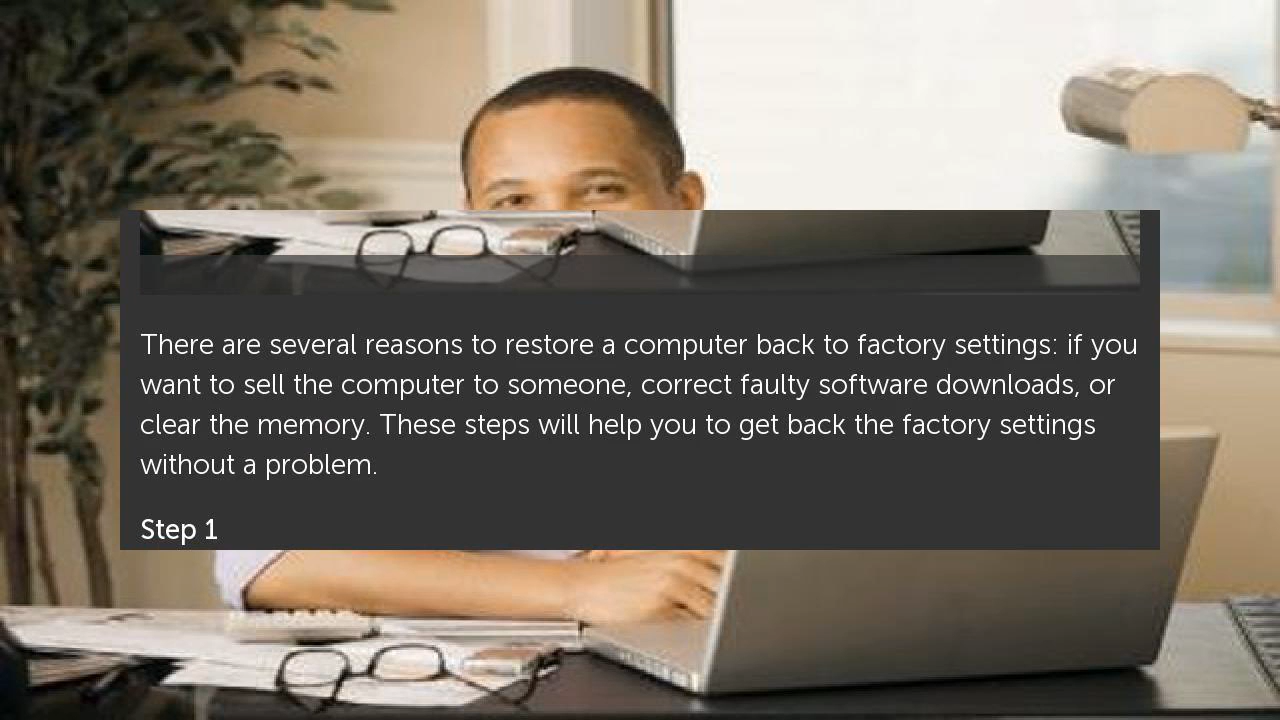 There are several reasons to restore a computer back to factory settings: if you
want to sell the computer to someone, correct faulty software downloads, or
clear the memory. These steps will help you to get back the factory settings
without a problem.
Step 1